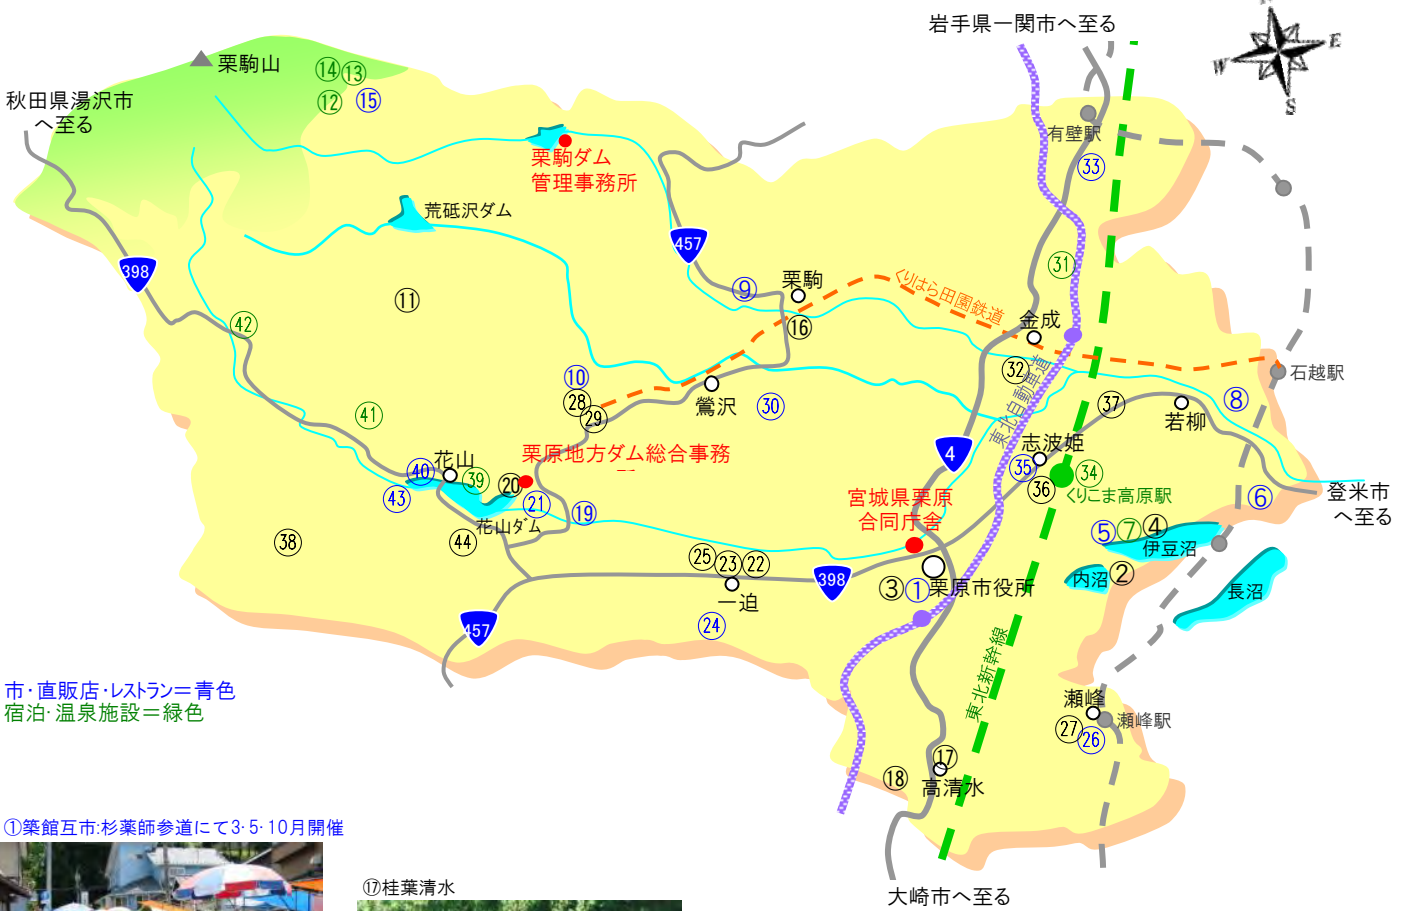 岩手県一関市へ至る
N
E
W
S
栗駒山
⑭
⑬
⑫
⑮
秋田県湯沢市
へ至る
栗駒ダム
管理事務所
有壁駅
㉝
荒砥沢ダム
457
398
㉛
⑨
栗駒
くりはら田園鉄道
⑪
⑯
金成
㊷
㉜
東北自動車道
石越駅
⑩
㉘
㉙
鶯沢
㉚
㊲
若柳
⑧
㊶
4
志波姫
㉟
㊱
㉞
くりこま高原駅
栗原地方ダム総合事務
花山
㊵
㊴
⑳
㉑
⑲
㊸
花山ダム
宮城県栗原
合同庁舎
⑥
登米市
へ至る
⑤
⑦
④
伊豆沼
㊳
㊹
㉕
㉓
㉒
一迫
398
③
①
栗原市役所
内沼
②
長沼
457
㉔
東北新幹線
市・直販店・レストラン＝青色
宿泊・温泉施設＝緑色
瀬峰
瀬峰駅
㉗
㉖
⑰
⑱
高清水
①築館互市:杉薬師参道にて3・5・10月開催
⑰桂葉清水
大崎市へ至る